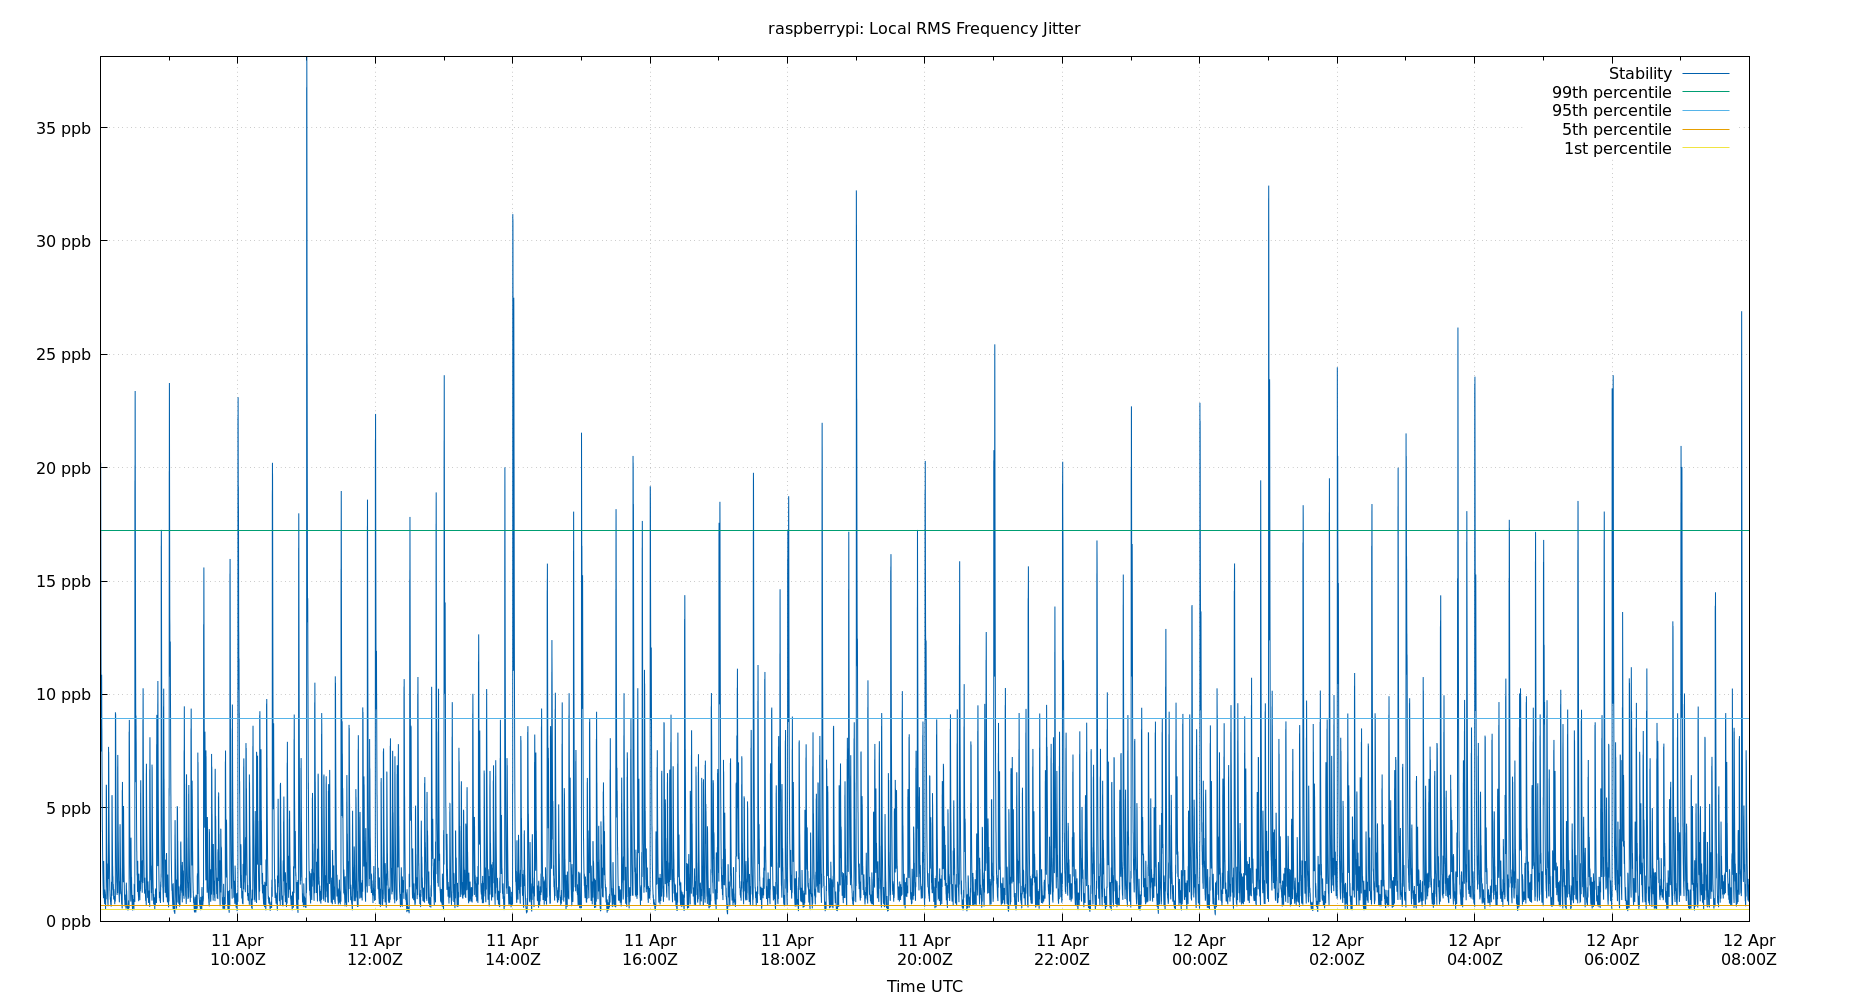 raspberrypi: Local RMS Frequency Jitter
Stability
99th percentile
95th percentile
5th percentile
1st percentile
35 ppb
30 ppb
25 ppb
20 ppb
15 ppb
10 ppb
5 ppb
0 ppb
11 Apr 11 Apr 11 Apr 11 Apr 11 Apr 11 Apr 11 Apr 12 Apr 12 Apr 12 Apr 12 Apr 12 Apr
10:00Z 12:00Z 14:00Z 16:00Z 18:00Z 20:00Z 22:00Z 00:00Z 02:00Z 04:00Z 06:00Z 08:00Z
Time UTC